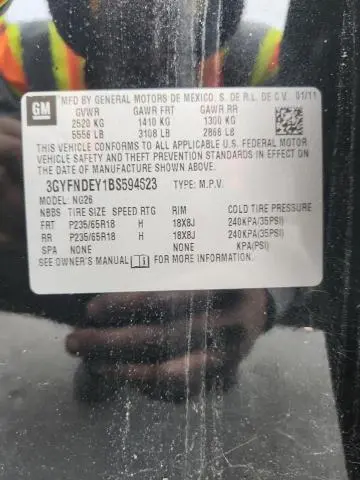 GM
MFD BY GENERAL MOTORS DE MEXICO, S. DE R.L. DE C.V. 01/11
GVWR GAWR FRT GAWR RR
2520 KG 1410 KG 1300 KG
5556 LB 3108 LB 2866 LB
THIS VEHICLE CONFORMS TO ALL APPLICABLE U.S. FEDERAL MOTOR
VEHICLE SAFETY AND THEFT PREVENTION STANDARDS IN EFFECT ON
THE DATE OF MANUFACTURE SHOWN ABOVE.
3GYFNDEY1BS594523 TYPE: M.P.V.
MODEL: NG26
NBBS TIRE SIZE SPEED RTG RIM COLD TIRE PRESSURE
FRT P235/65R18 H 18X8J 240KPA(35PSI)
RR P235/65R18 H 18X8J 240KPA(35PSI)
SPA NONE NONE KPA(PSI)
SEE OWNER'S MANUAL FOR MORE INFORMATION.